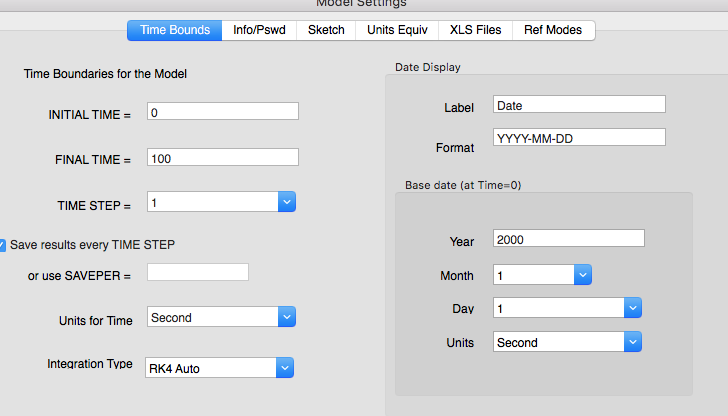 Model Settings
Time Bounds Info/Pswd Sketch Units Equiv XLS Files Ref Modes
Time Boundaries for the Model
INITIAL TIME = 0
FINAL TIME = 100
TIME STEP = 1
Save results every TIME STEP
or use SAVEPER =
Units for Time Second
Integration Type RK4 Auto
Date Display
Label Date
Format YYYY-MM-DD
Base date (at Time=0)
Year 2000
Month 1
Day 1
Units Second